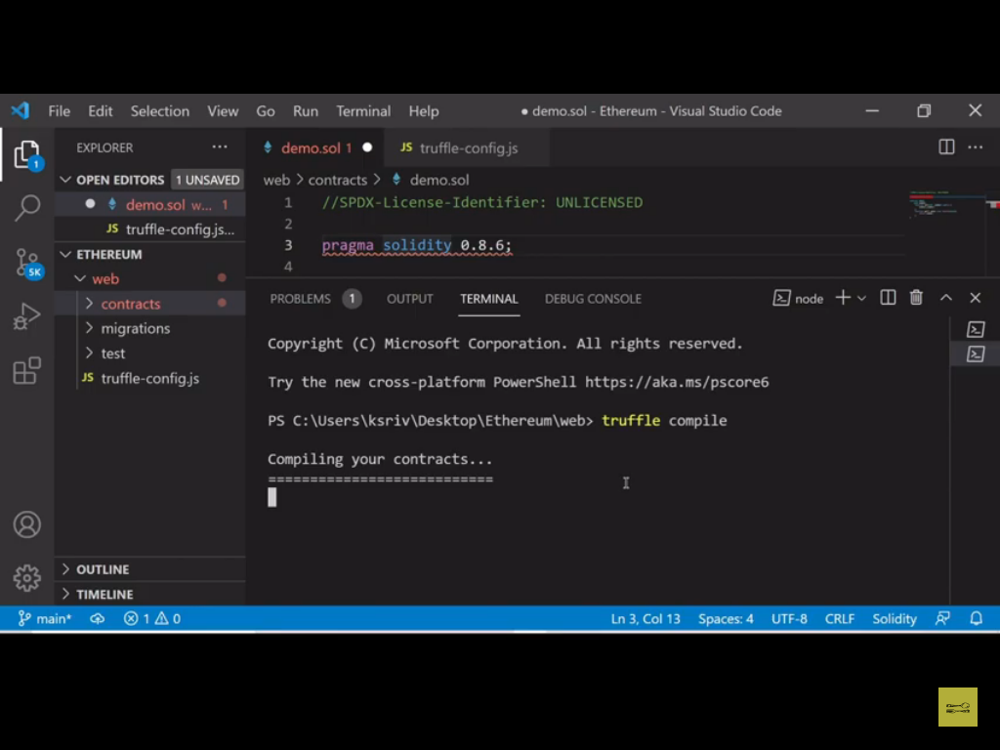 File Edit Selection View Go Run Terminal Help
● demo.sol - Ethereum - Visual Studio Code
EXPLORER
demo.sol 1
JS truffle-config.js
OPEN EDITORS 1 UNSAVED
web > contracts > demo.sol
demo.sol w... 1
1 //SPDX-License-Identifier: UNLICENSED
JS truffle-config.js...
2
ETHEREUM
3 pragma solidity 0.8.6;
4
web
contracts
migrations
test
JS truffle-config.js
PROBLEMS 1 OUTPUT TERMINAL DEBUG CONSOLE
node
Copyright (C) Microsoft Corporation. All rights reserved.
Try the new cross-platform PowerShell https://aka.ms/pscore6
PS C:\Users\ksriv\Desktop\Ethereum\web> truffle compile
Compiling your contracts...
===========================
1
5K
OUTLINE
TIMELINE
main* 1 0
Ln 3, Col 13 Spaces: 4 UTF-8 CRLF Solidity